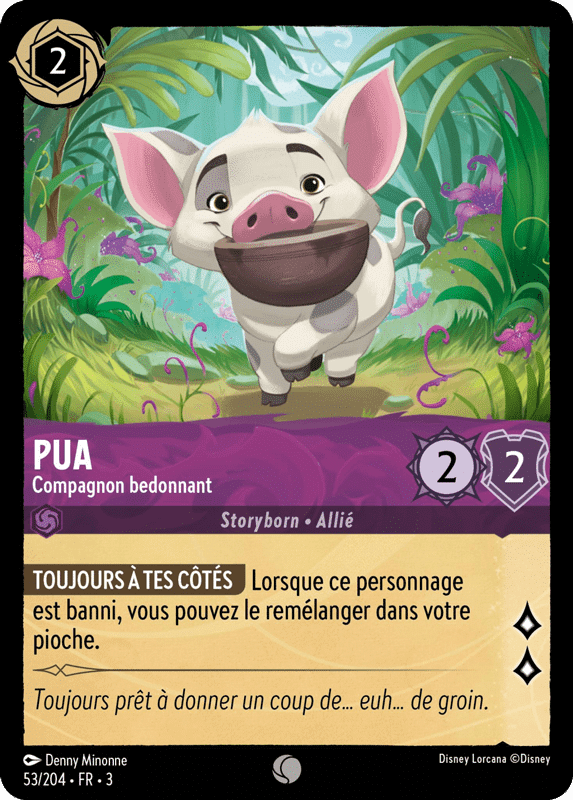 2
PUA
Compagnon bedonnant
2
2
Storyborn • Allié
TOUJOURS À TES CÔTÉS Lorsque ce personnage
est banni, vous pouvez le remélanger dans votre
pioche.
Toujours prêt à donner un coup de... euh... de groin.
Denny Minonne
Disney Lorcana ©Disney
53/204 • FR • 3